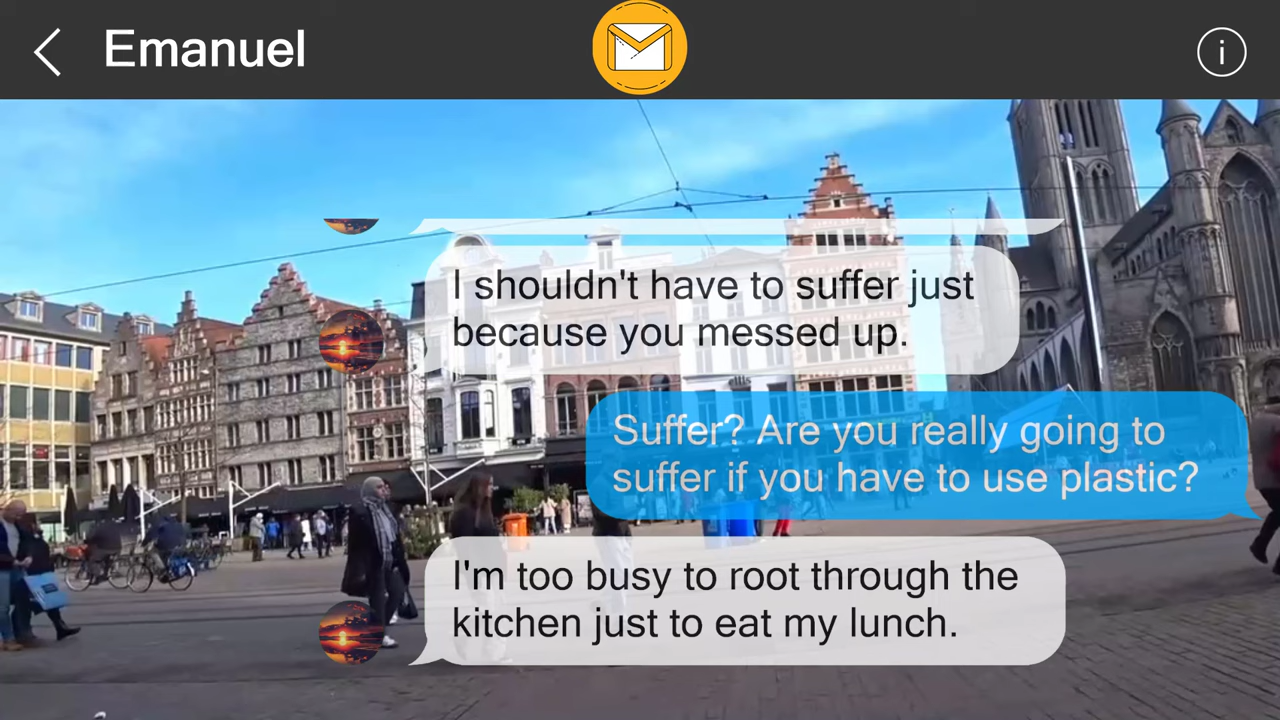 Emanuel
I shouldn't have to suffer just
because you messed up.
Suffer? Are you really going to
suffer if you have to use plastic?
I'm too busy to root through the
kitchen just to eat my lunch.